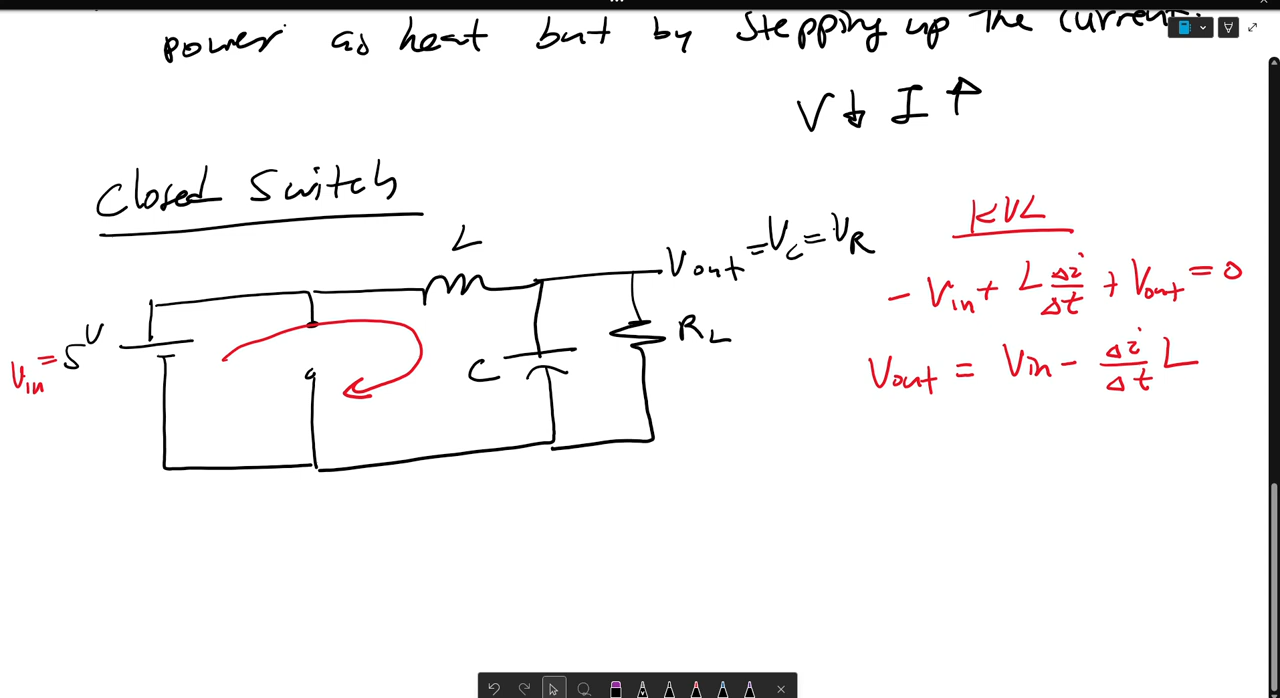 power as heat but by stepping up the current.
V ↓ I ↑
Closed Switch
KVL
L
Vout = Vc = VR
- Vin + L Δi/Δt + Vout = 0
Vin = 5V
C
RL
Vout = Vin - Δi/Δt L